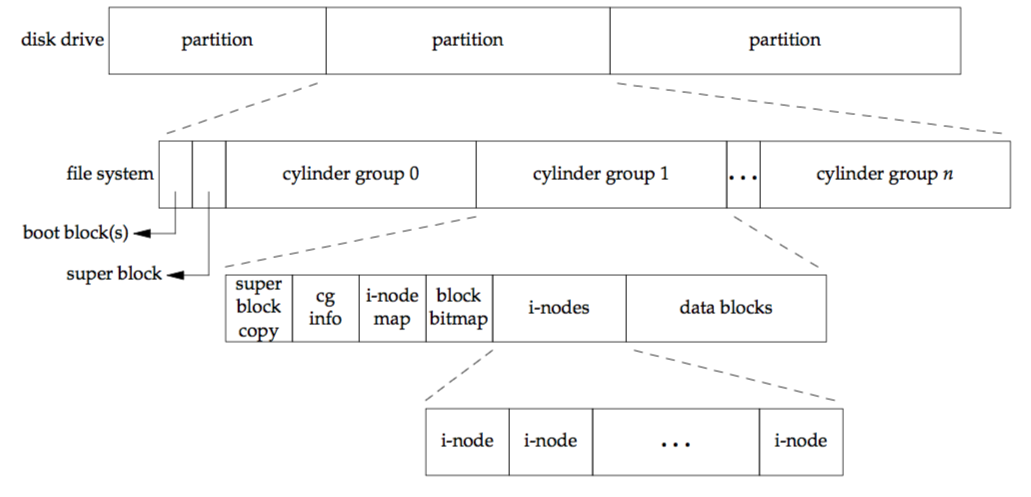 disk drive partition partition partition
file system cylinder group 0 cylinder group 1 ... cylinder group n
boot block(s)
super block
super block copy
cg info
i-node map
block bitmap
i-nodes
data blocks
i-node i-node ... i-node